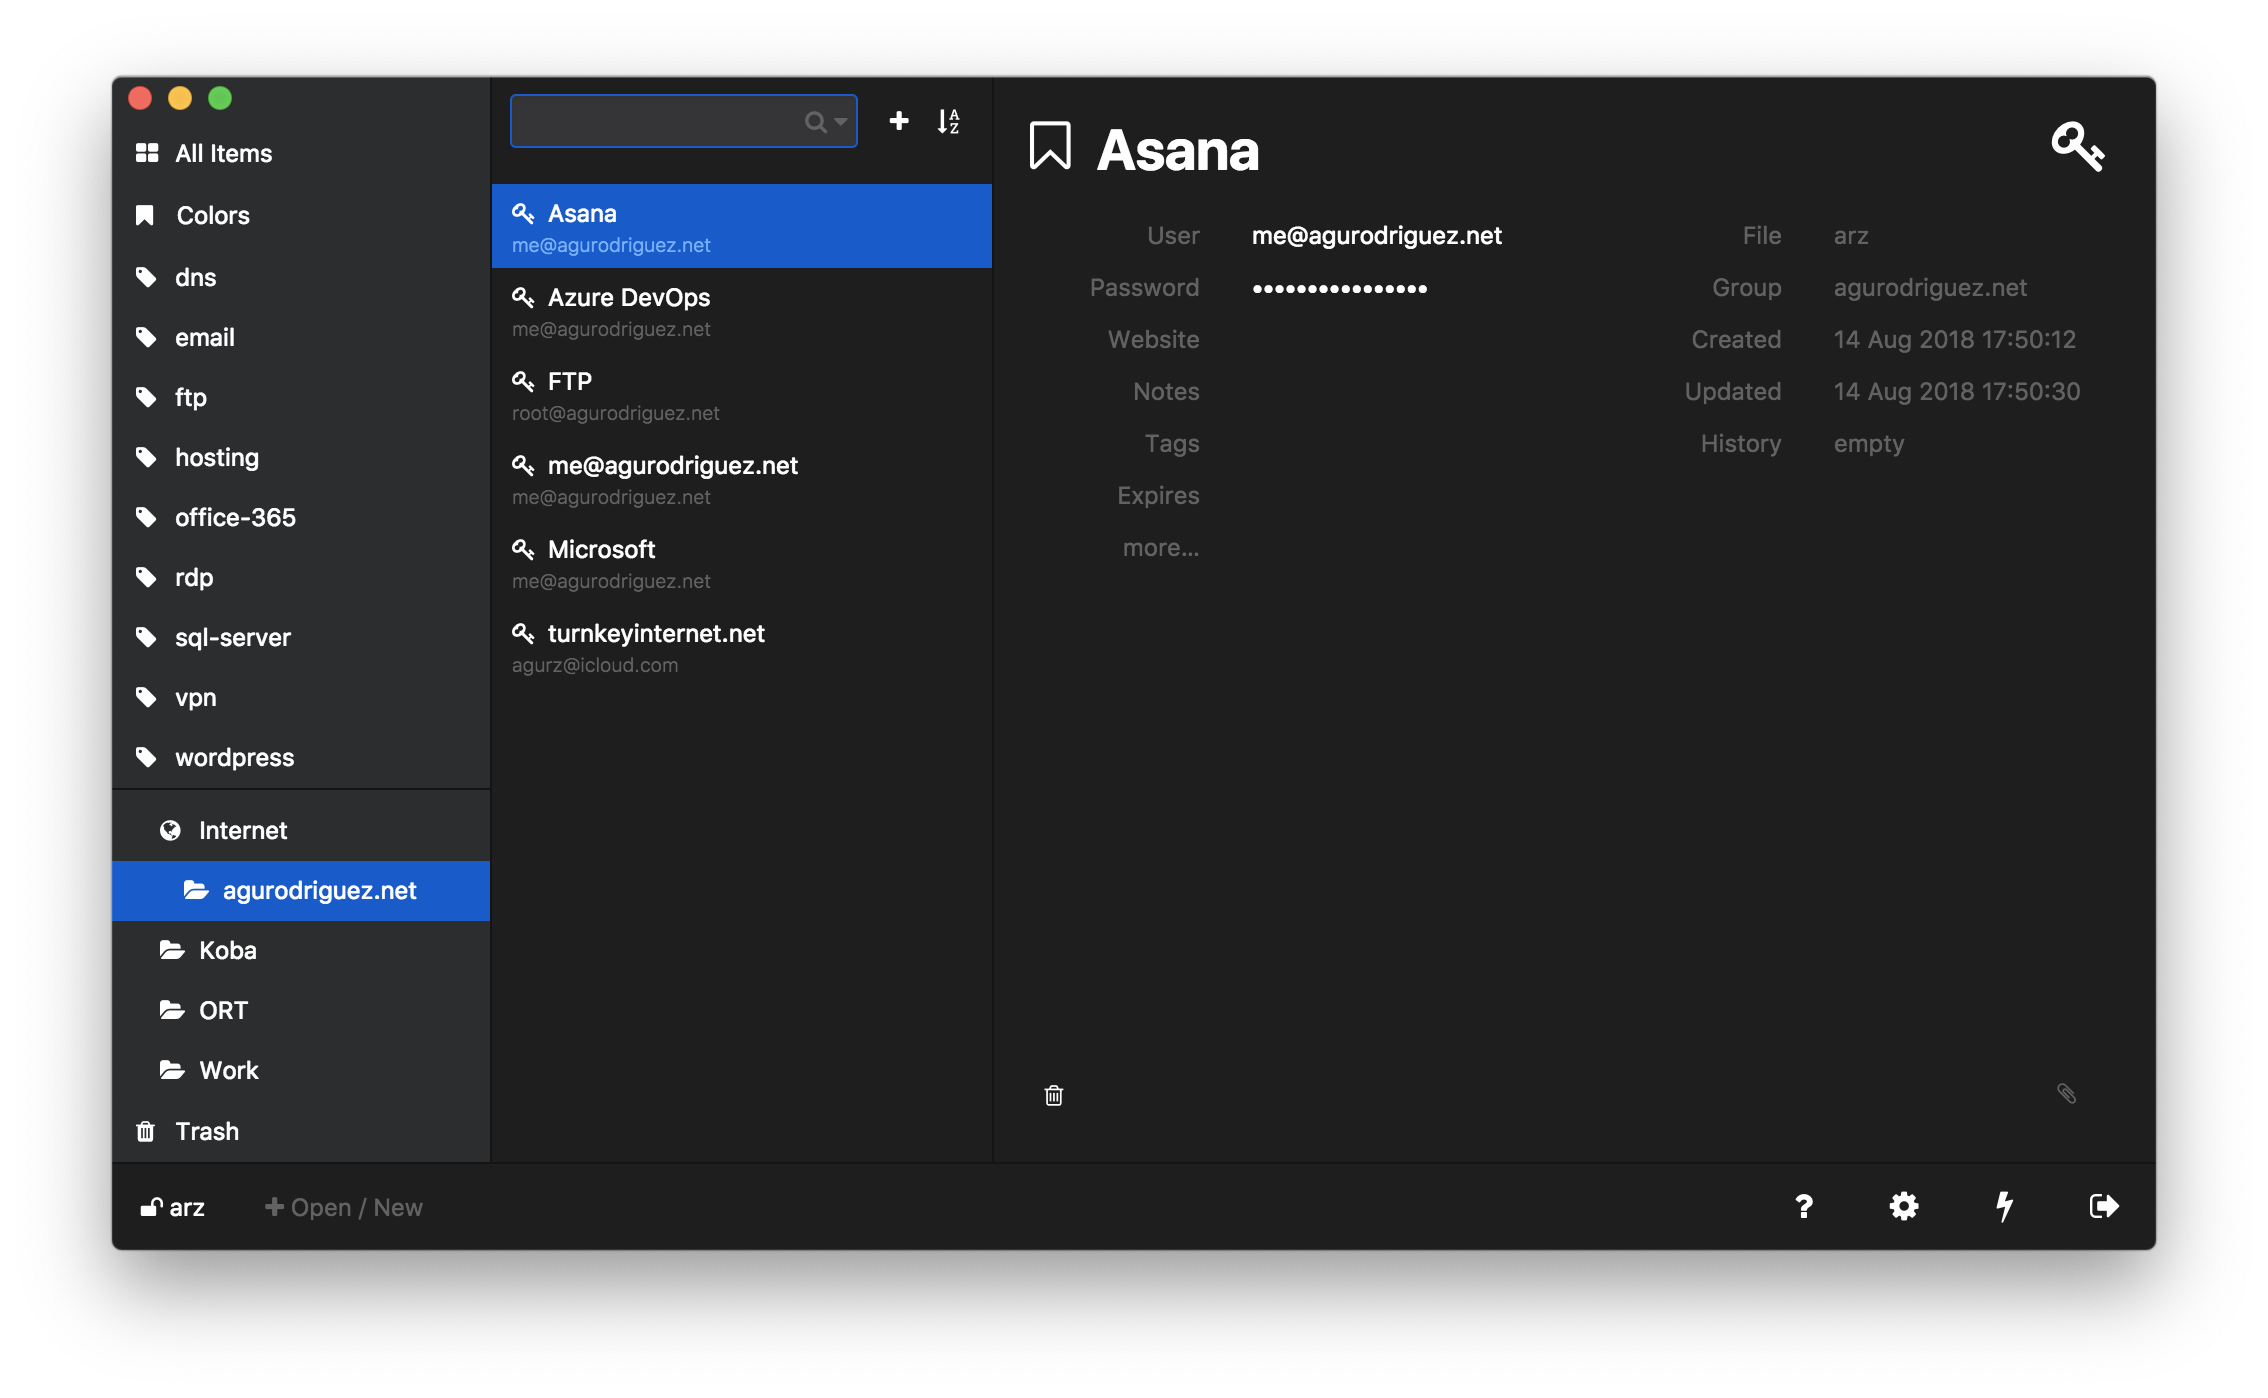 All Items
Colors
dns
email
ftp
hosting
office-365
rdp
sql-server
vpn
wordpress
Internet
agurodriguez.net
Koba
ORT
Work
Trash
Asana
me@agurodriguez.net
Azure DevOps
me@agurodriguez.net
FTP
root@agurodriguez.net
me@agurodriguez.net
me@agurodriguez.net
Microsoft
me@agurodriguez.net
turnkeyinternet.net
agurz@icloud.com
Asana
User me@agurodriguez.net
Password ••••••••••••••••
Website
Notes
Tags
Expires
more...
File arz
Group agurodriguez.net
Created 14 Aug 2018 17:50:12
Updated 14 Aug 2018 17:50:30
History empty
arz
Open / New